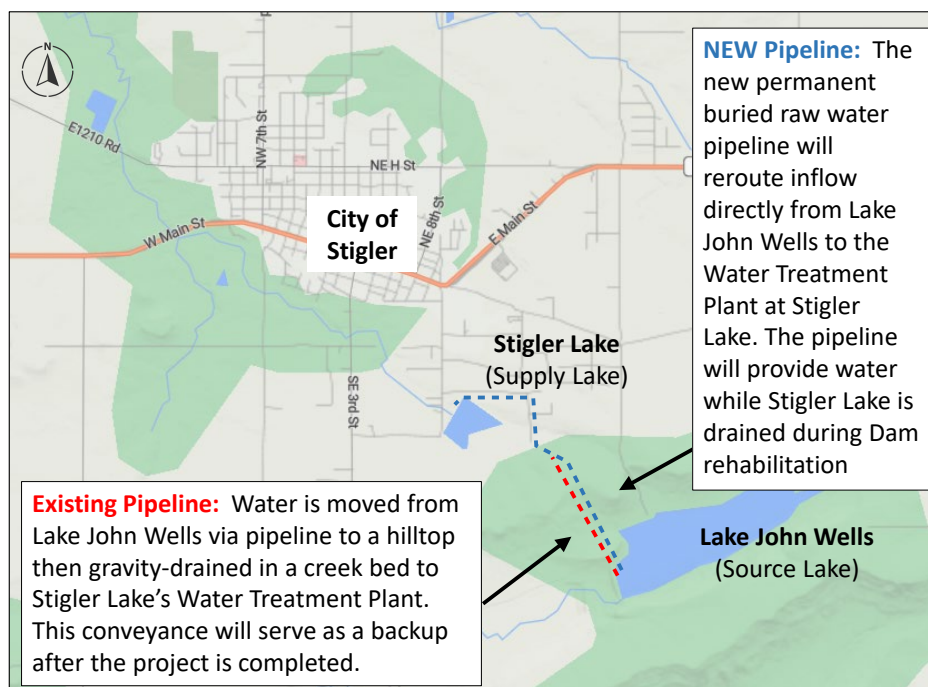 N
E1210 Rd
NW 7th St
NE H St
W Main St
City of
Stigler
NE 8th St
E Main St
NEW Pipeline: The
new permanent
buried raw water
pipeline will
reroute inflow
directly from Lake
John Wells to the
Water Treatment
Plant at Stigler
Lake. The pipeline
will provide water
while Stigler Lake is
drained during Dam
rehabilitation
Stigler Lake
(Supply Lake)
SE 3rd St
Existing Pipeline: Water is moved from
Lake John Wells via pipeline to a hilltop
then gravity-drained in a creek bed to
Stigler Lake’s Water Treatment Plant.
This conveyance will serve as a backup
after the project is completed.
Lake John Wells
(Source Lake)